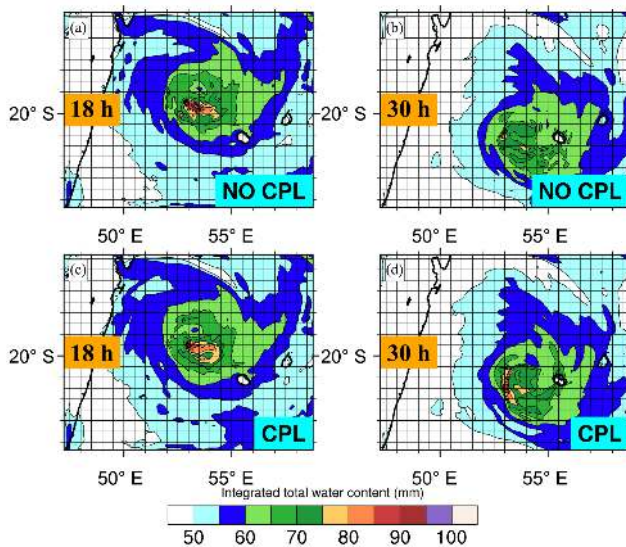 (a)
(b)
20° S
18 h
20° S
30 h
NO CPL
NO CPL
50° E
55° E
50° E
55° E
(c)
(d)
20° S
18 h
20° S
30 h
CPL
CPL
50° E
55° E
50° E
55° E
Integrated total water content (mm)
50 60 70 80 90 100